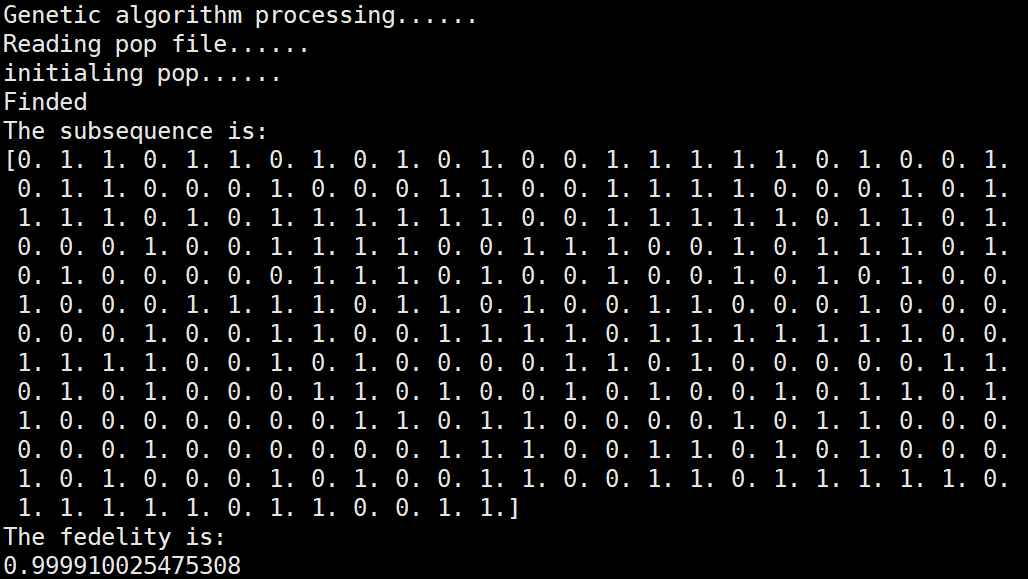 Genetic algorithm processing......
Reading pop file......
initialing pop......
Finded
The subsequence is:
[0. 1. 1. 0. 1. 1. 0. 1. 0. 1. 0. 1. 0. 0. 1. 1. 1. 1. 1. 0. 1. 0. 0. 1.
0. 1. 1. 0. 0. 0. 1. 0. 0. 0. 1. 1. 0. 0. 1. 1. 1. 1. 0. 0. 0. 1. 0. 1.
1. 1. 1. 0. 1. 0. 1. 1. 1. 1. 1. 1. 0. 0. 1. 1. 1. 1. 1. 0. 1. 1. 0. 1.
0. 0. 0. 1. 0. 0. 1. 1. 1. 1. 0. 0. 1. 1. 1. 0. 0. 1. 0. 1. 1. 1. 0. 1.
0. 1. 0. 0. 0. 0. 0. 1. 1. 1. 0. 1. 0. 0. 1. 0. 0. 1. 0. 1. 0. 1. 0. 0.
1. 0. 0. 0. 1. 1. 1. 1. 0. 1. 1. 0. 1. 0. 0. 1. 1. 0. 0. 0. 1. 0. 0. 0.
0. 0. 0. 1. 0. 0. 1. 1. 0. 0. 1. 1. 1. 1. 0. 1. 1. 1. 1. 1. 1. 1. 0. 0.
1. 1. 1. 1. 0. 0. 1. 0. 1. 0. 0. 0. 0. 1. 1. 0. 1. 0. 0. 0. 0. 0. 1. 1.
0. 1. 0. 1. 0. 0. 0. 1. 1. 0. 1. 0. 0. 1. 0. 1. 0. 0. 1. 0. 1. 1. 0. 1.
1. 0. 0. 0. 0. 0. 0. 0. 1. 1. 0. 1. 1. 0. 0. 0. 0. 1. 0. 1. 1. 0. 0. 0.
0. 0. 0. 1. 0. 0. 0. 0. 0. 0. 1. 1. 1. 0. 0. 1. 1. 0. 1. 0. 1. 0. 0. 0.
1. 0. 1. 0. 0. 0. 1. 0. 1. 0. 0. 1. 1. 0. 0. 1. 1. 0. 1. 1. 1. 1. 1. 0.
1. 1. 1. 1. 1. 0. 1. 1. 0. 0. 1. 1.]
The fedelity is:
0.999910025475308